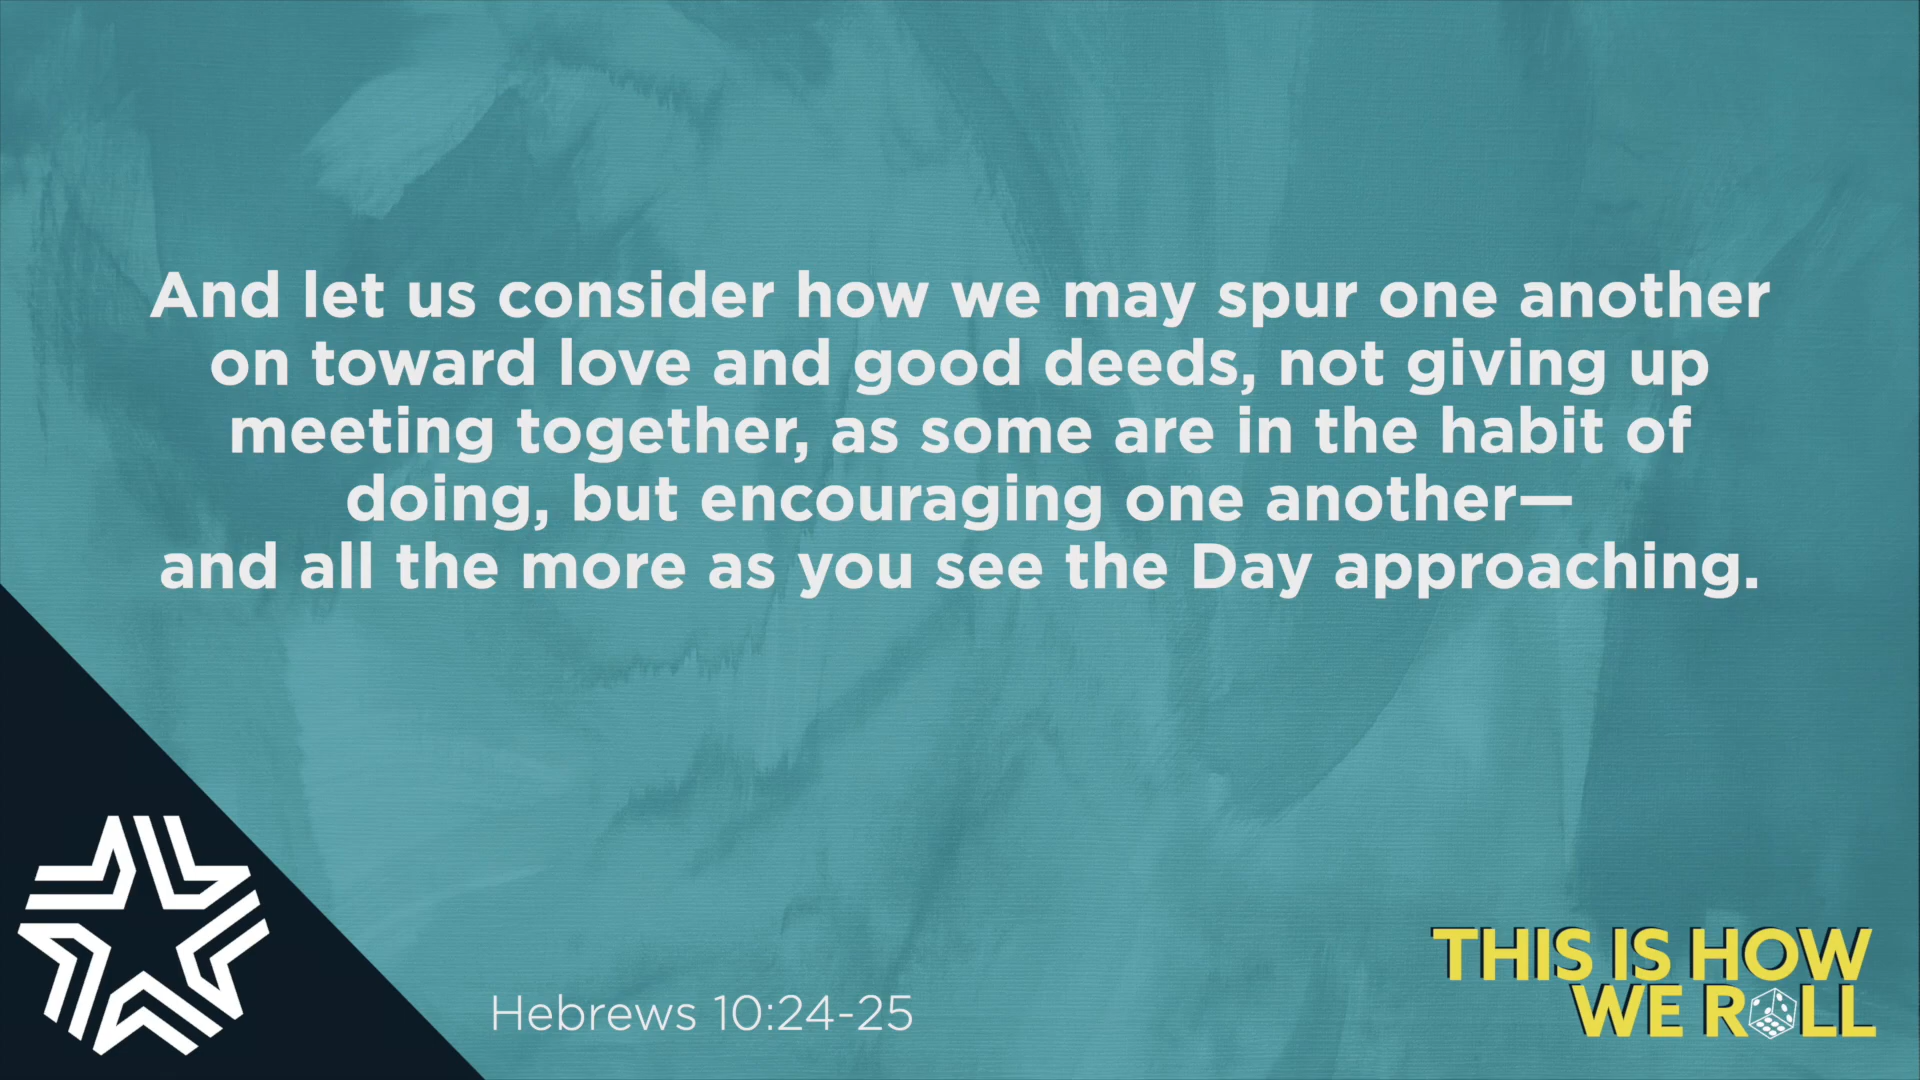 And let us consider how we may spur one another
on toward love and good deeds, not giving up
meeting together, as some are in the habit of
doing, but encouraging one another—
and all the more as you see the Day approaching.
Hebrews 10:24-25
THIS IS HOW
WE ROLL